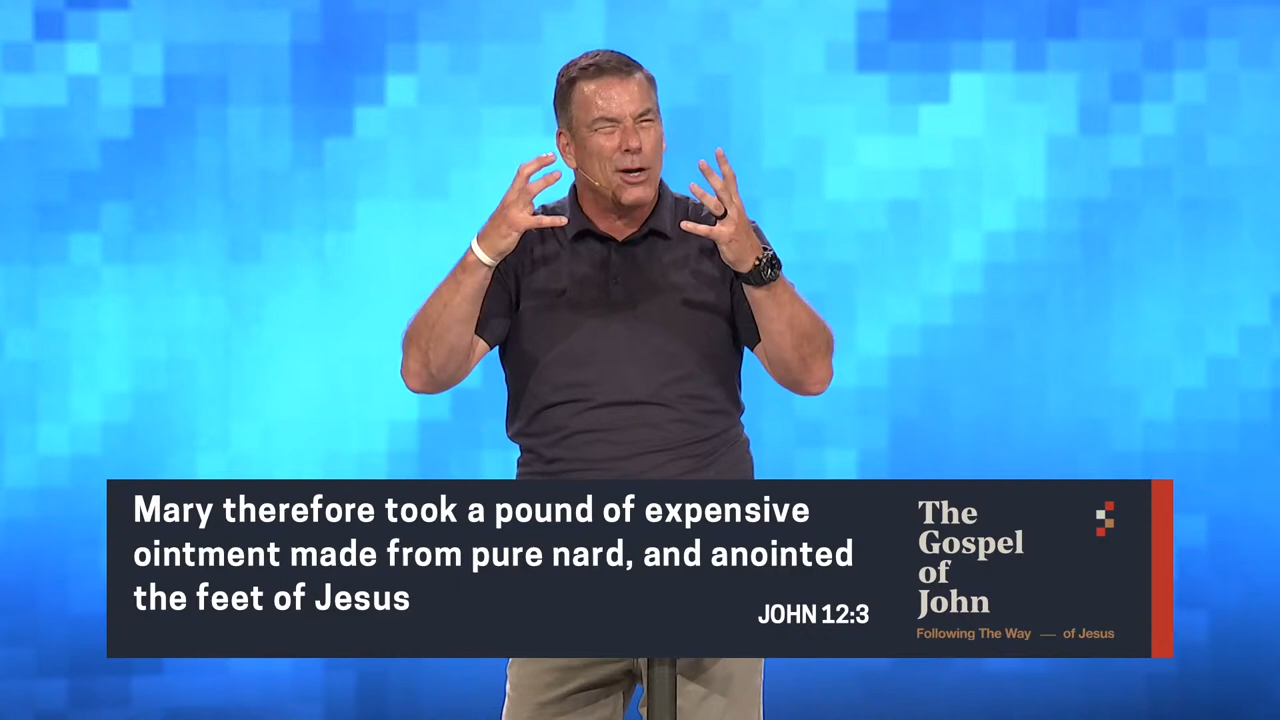 Mary therefore took a pound of expensive
ointment made from pure nard, and anointed
the feet of Jesus
JOHN 12:3
The
Gospel
of
John
Following The Way — of Jesus